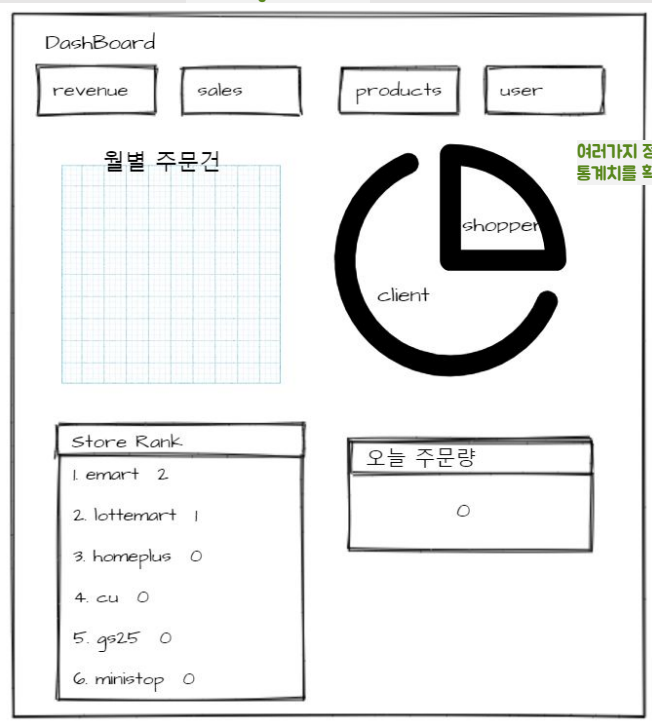 DashBoard
revenue
sales
products
user
월별 주문건
여러가지
통계치를
shopper
client
Store Rank
1. emart 2
2. lottemart 1
3. homeplus 0
4. cu 0
5. gs25 0
6. ministop 0
오늘 주문량
0